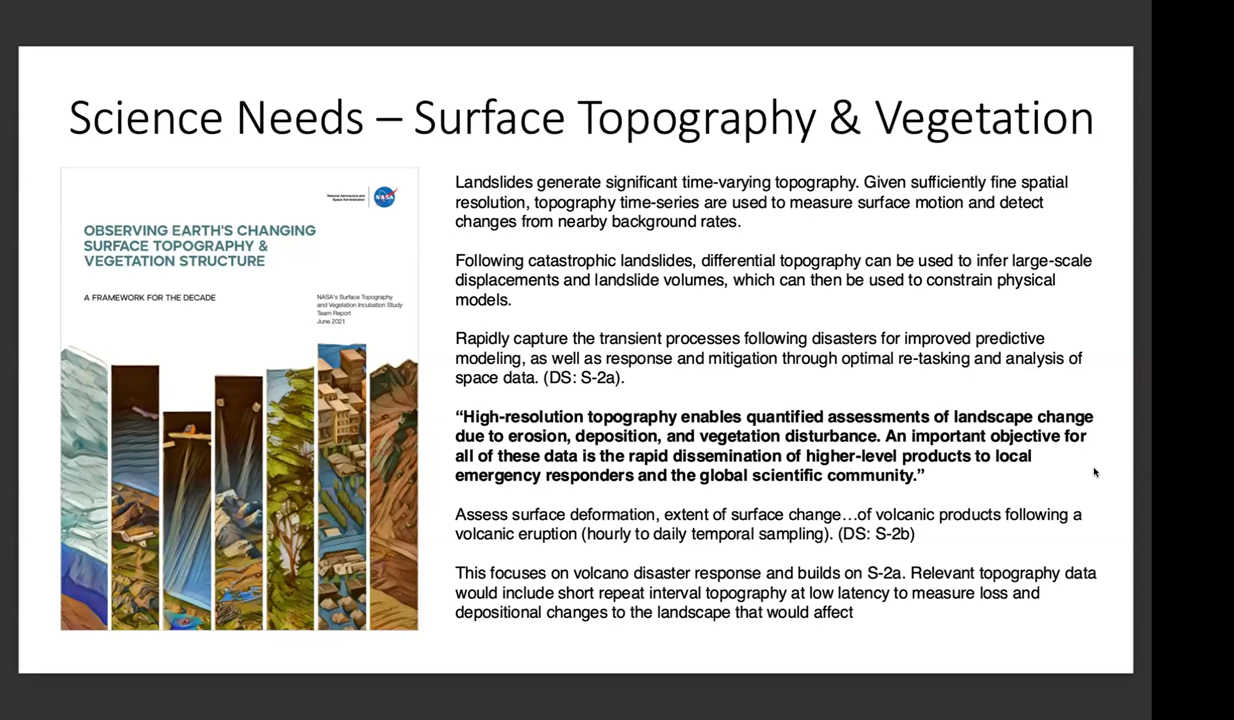 Science Needs – Surface Topography & Vegetation
National Aeronautics and
Space Administration
NASA
OBSERVING EARTH'S CHANGING
SURFACE TOPOGRAPHY &
VEGETATION STRUCTURE
A FRAMEWORK FOR THE DECADE
NASA's Surface Topography
and Vegetation Incubation Study
Team Report
June 2021
Landslides generate significant time-varying topography. Given sufficiently fine spatial
resolution, topography time-series are used to measure surface motion and detect
changes from nearby background rates.
Following catastrophic landslides, differential topography can be used to infer large-scale
displacements and landslide volumes, which can then be used to constrain physical
models.
Rapidly capture the transient processes following disasters for improved predictive
modeling, as well as response and mitigation through optimal re-tasking and analysis of
space data. (DS: S-2a).
“High-resolution topography enables quantified assessments of landscape change
due to erosion, deposition, and vegetation disturbance. An important objective for
all of these data is the rapid dissemination of higher-level products to local
emergency responders and the global scientific community.”
Assess surface deformation, extent of surface change…of volcanic products following a
volcanic eruption (hourly to daily temporal sampling). (DS: S-2b)
This focuses on volcano disaster response and builds on S-2a. Relevant topography data
would include short repeat interval topography at low latency to measure loss and
depositional changes to the landscape that would affect